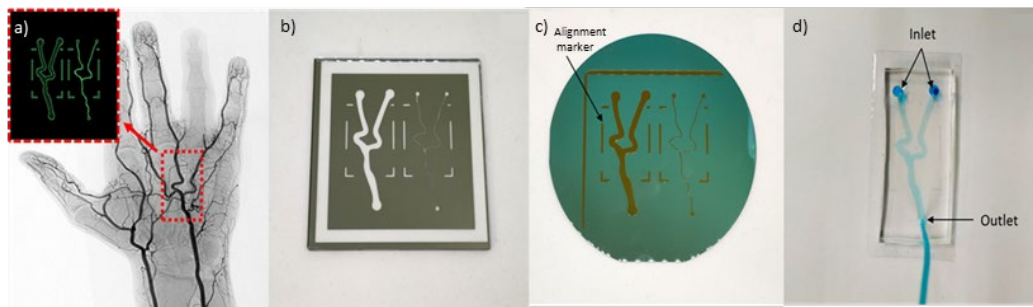 a)
b)
c)
Alignment
marker
d)
Inlet
Outlet